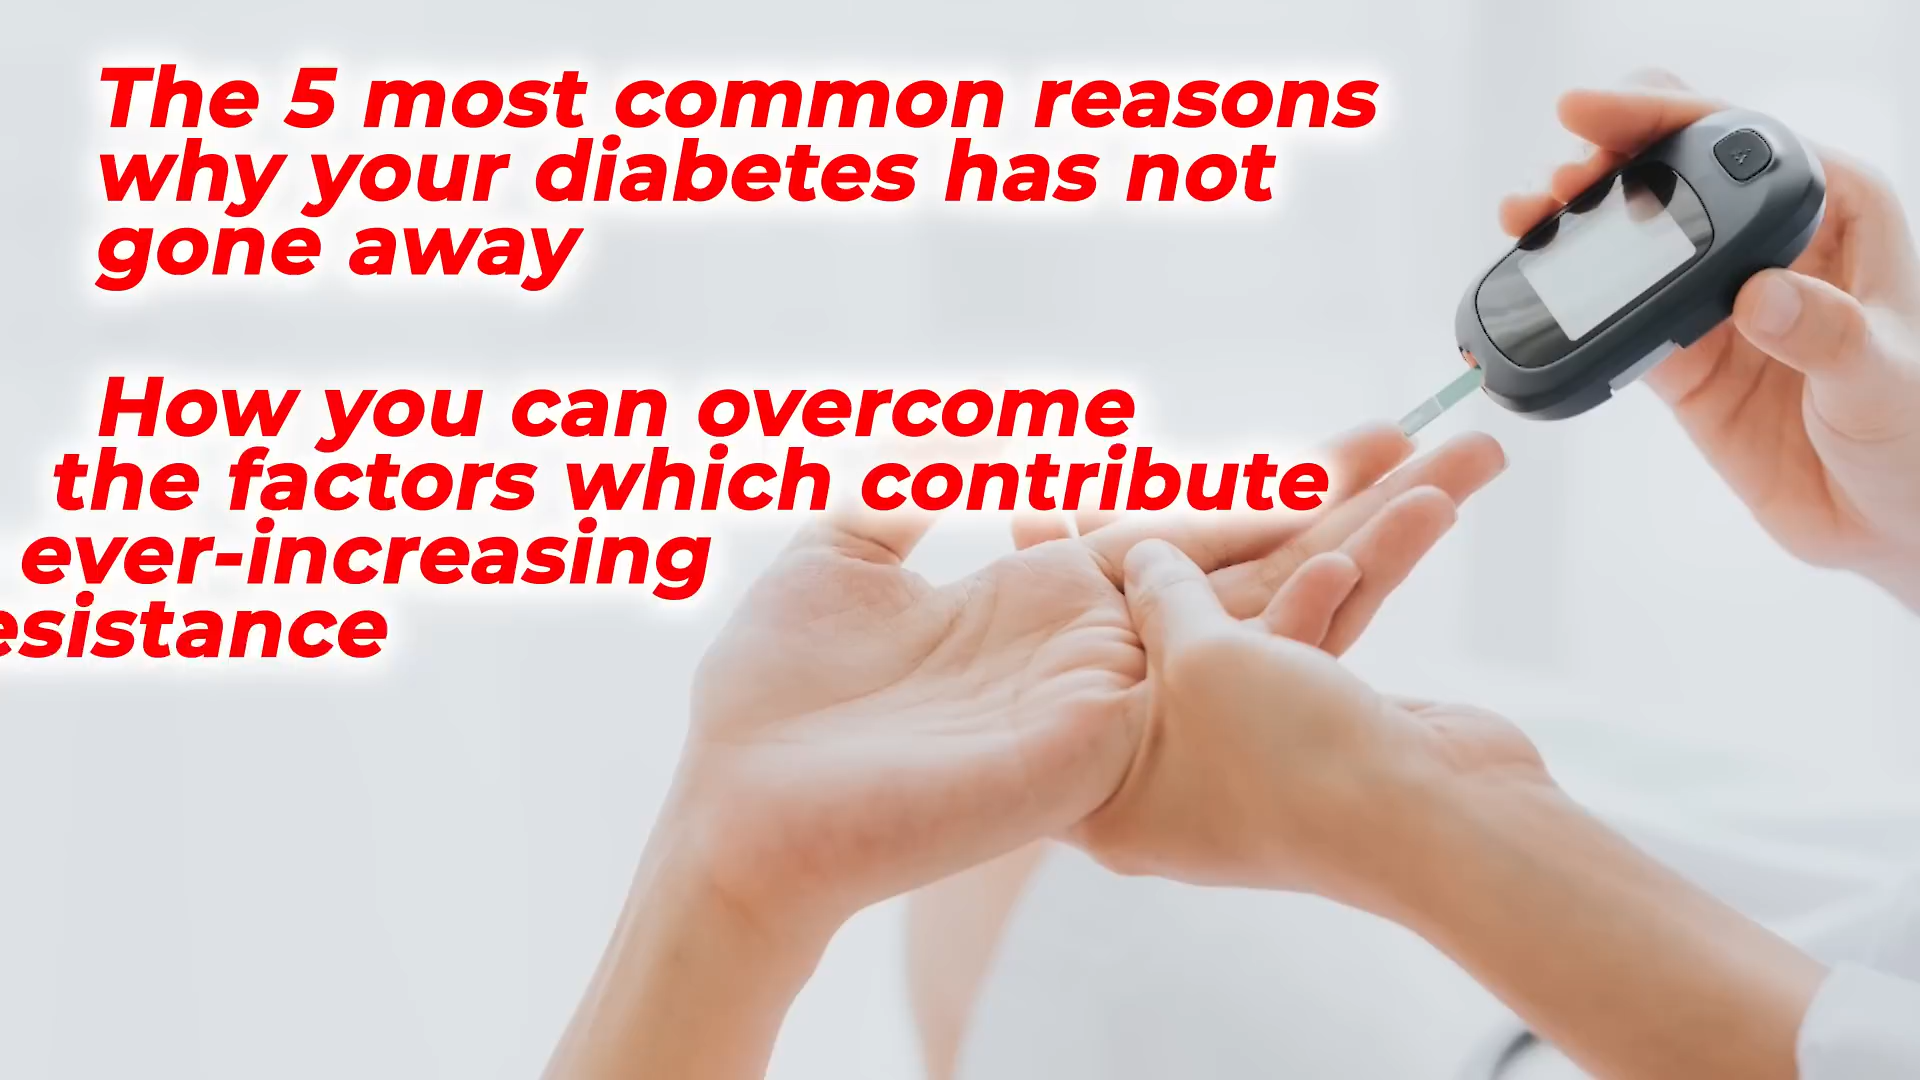 The 5 most common reasons
why your diabetes has not
gone away
How you can overcome
the factors which contribute
ever-increasing
esistance